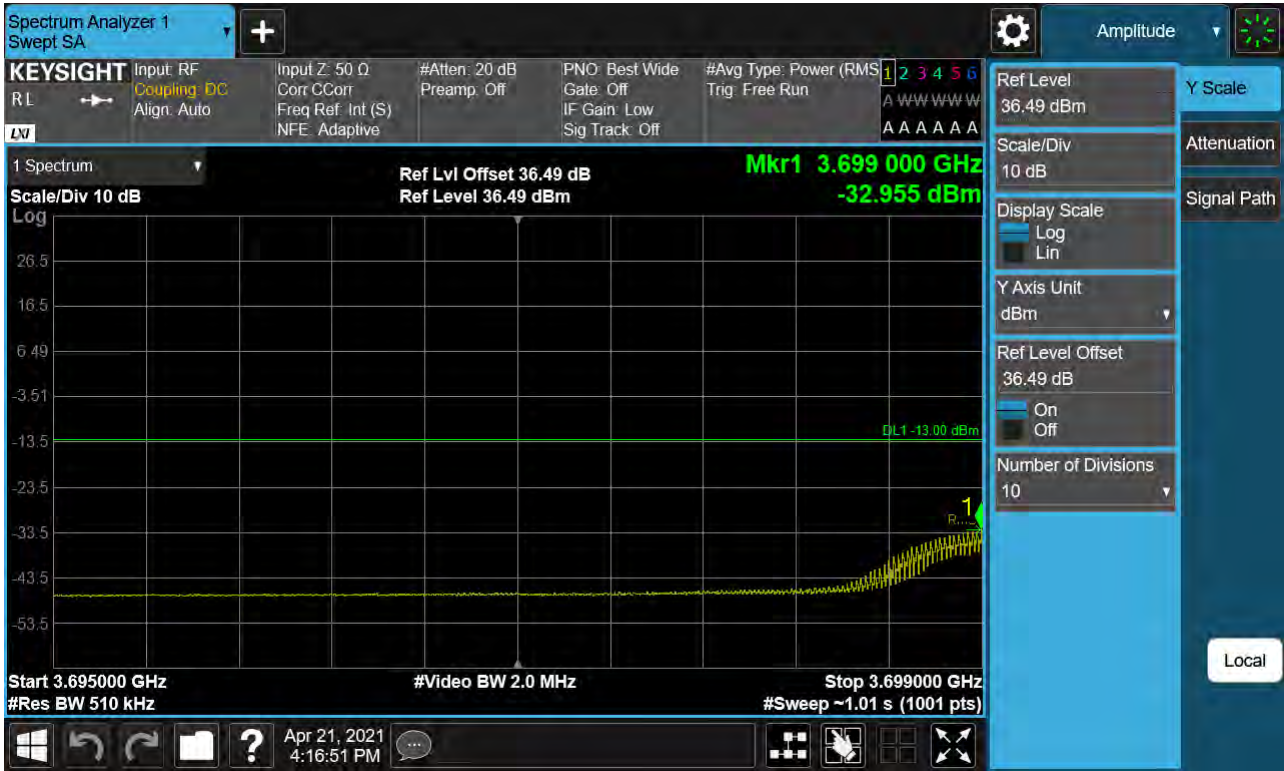 Spectrum Analyzer 1
Swept SA
+
Amplitude
KEYSIGHT
RL
LXI
Input: RF
Coupling: DC
Align: Auto
Input Z: 50 Ω
Corr CCorr
Freq Ref: Int (S)
NFE: Adaptive
#Atten: 20 dB
Preamp: Off
PNO: Best Wide
Gate: Off
IF Gain: Low
Sig Track: Off
#Avg Type: Power (RMS
Trig: Free Run
1 2 3 4 5 6
A W W W W W
A A A A A A
1 Spectrum
Scale/Div 10 dB
Log
Ref Lvl Offset 36.49 dB
Ref Level 36.49 dBm
Mkr1 3.699 000 GHz
-32.955 dBm
26.5
16.5
6.49
-3.51
-13.5
-23.5
-33.5
-43.5
-53.5
DL1 -13.00 dBm
1
Start 3.695000 GHz
#Res BW 510 kHz
#Video BW 2.0 MHz
Stop 3.699000 GHz
#Sweep ~1.01 s (1001 pts)
Ref Level
36.49 dBm
Scale/Div
10 dB
Display Scale
Log
Lin
Y Axis Unit
dBm
Ref Level Offset
36.49 dB
On
Off
Number of Divisions
10
Y Scale
Attenuation
Signal Path
Local
?
Apr 21, 2021
4:16:51 PM